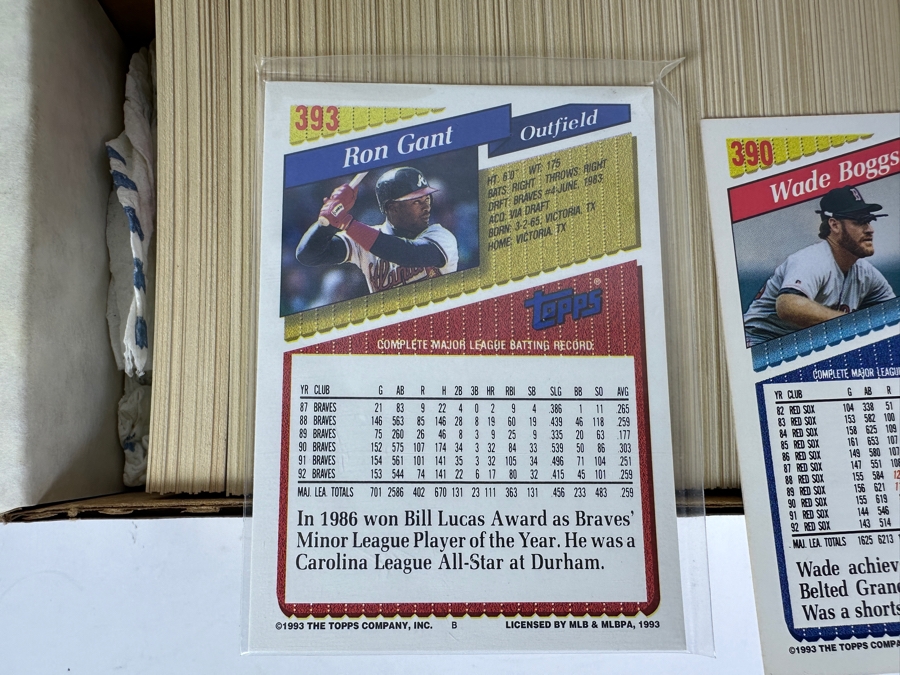 393
Ron Gant
Outfield
HT: 6'0" WT: 175
BATS: RIGHT THROWS: RIGHT
DRFT: BRAVES #4-JUNE, 1983
ACQ: VIA DRAFT
BORN: 3-2-65, VICTORIA, TX
HOME: VICTORIA, TX
Topps®
COMPLETE MAJOR LEAGUE BATTING RECORD
YR CLUB G AB R H 2B 3B HR RBI SB SLG BB SO AVG
87 BRAVES 21 83 9 22 4 0 2 9 4 .386 1 11 .265
88 BRAVES 146 563 85 146 28 8 19 60 19 .439 46 118 .259
89 BRAVES 75 260 26 46 8 3 9 25 9 .335 20 63 .177
90 BRAVES 152 575 107 174 34 3 32 84 33 .539 50 86 .303
91 BRAVES 154 561 101 141 35 3 32 105 34 .496 71 104 .251
92 BRAVES 153 544 74 141 22 6 17 80 32 .415 45 101 .259
MAJ. LEA. TOTALS 701 2586 402 670 131 23 111 363 131 .456 233 483 .259
In 1986 won Bill Lucas Award as Braves'
Minor League Player of the Year. He was a
Carolina League All-Star at Durham.
©1993 THE TOPPS COMPANY, INC. B LICENSED BY MLB & MLBPA, 1993
390
Wade Boggs
COMPLETE MAJOR LEAGU
YR CLUB G AB R
82 RED SOX 104 338 51
83 RED SOX 153 582 100
84 RED SOX 158 625 109
85 RED SOX 161 653 107
86 RED SOX 149 580 107
87 RED SOX 147 551 108
88 RED SOX 155 584
89 RED SOX 156 621
90 RED SOX 155 619
91 RED SOX 144 546
92 RED SOX 143 514
MAJ. LEA. TOTALS 1625 6213
Wade achiev
Belted Gran
Was a shorts
©1993 THE TOPPS COMPA